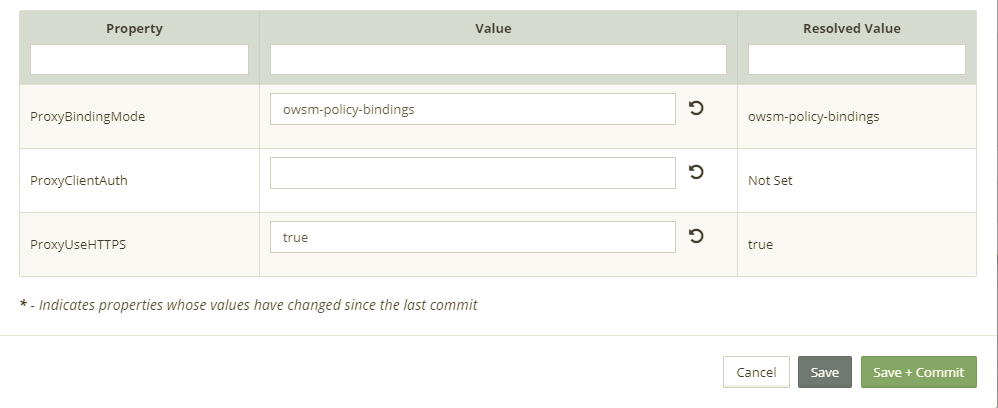 Property Value Resolved Value
ProxyBindingMode owsm-policy-bindings owsm-policy-bindings
ProxyClientAuth Not Set
ProxyUseHTTPS true true
* - Indicates properties whose values have changed since the last commit
Cancel Save Save + Commit